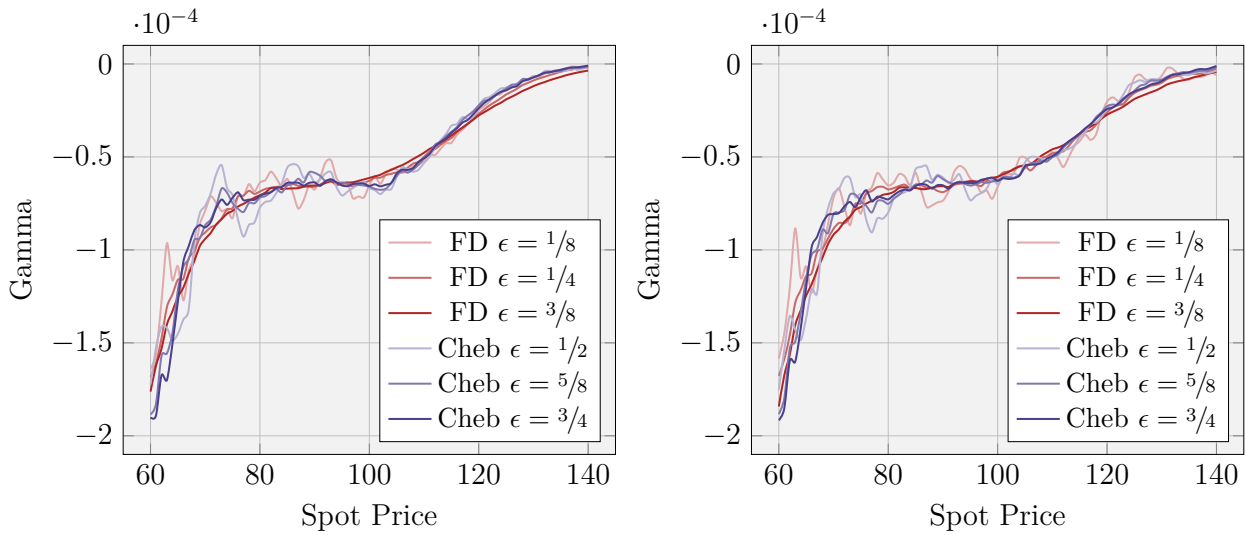 ·10⁻⁴
0
−0.5
−1
−1.5
−2
Gamma
60 80 100 120 140
Spot Price
FD ϵ = 1/8
FD ϵ = 1/4
FD ϵ = 3/8
Cheb ϵ = 1/2
Cheb ϵ = 5/8
Cheb ϵ = 3/4
·10⁻⁴
0
−0.5
−1
−1.5
−2
Gamma
60 80 100 120 140
Spot Price
FD ϵ = 1/8
FD ϵ = 1/4
FD ϵ = 3/8
Cheb ϵ = 1/2
Cheb ϵ = 5/8
Cheb ϵ = 3/4